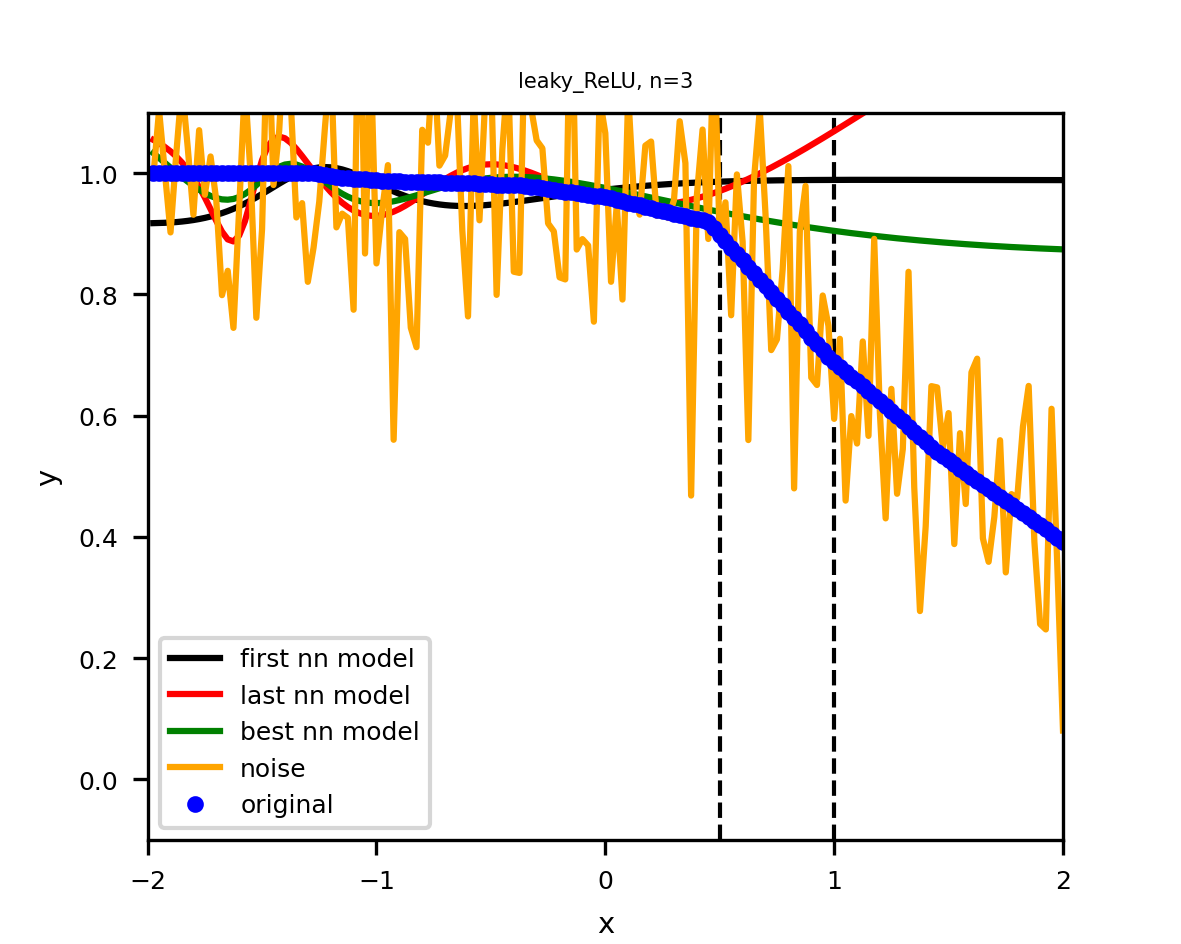 leaky_ReLU, n=3
1.0
0.8
0.6
0.4
0.2
0.0
y
first nn model
last nn model
best nn model
noise
original
−2
−1
0
1
2
x